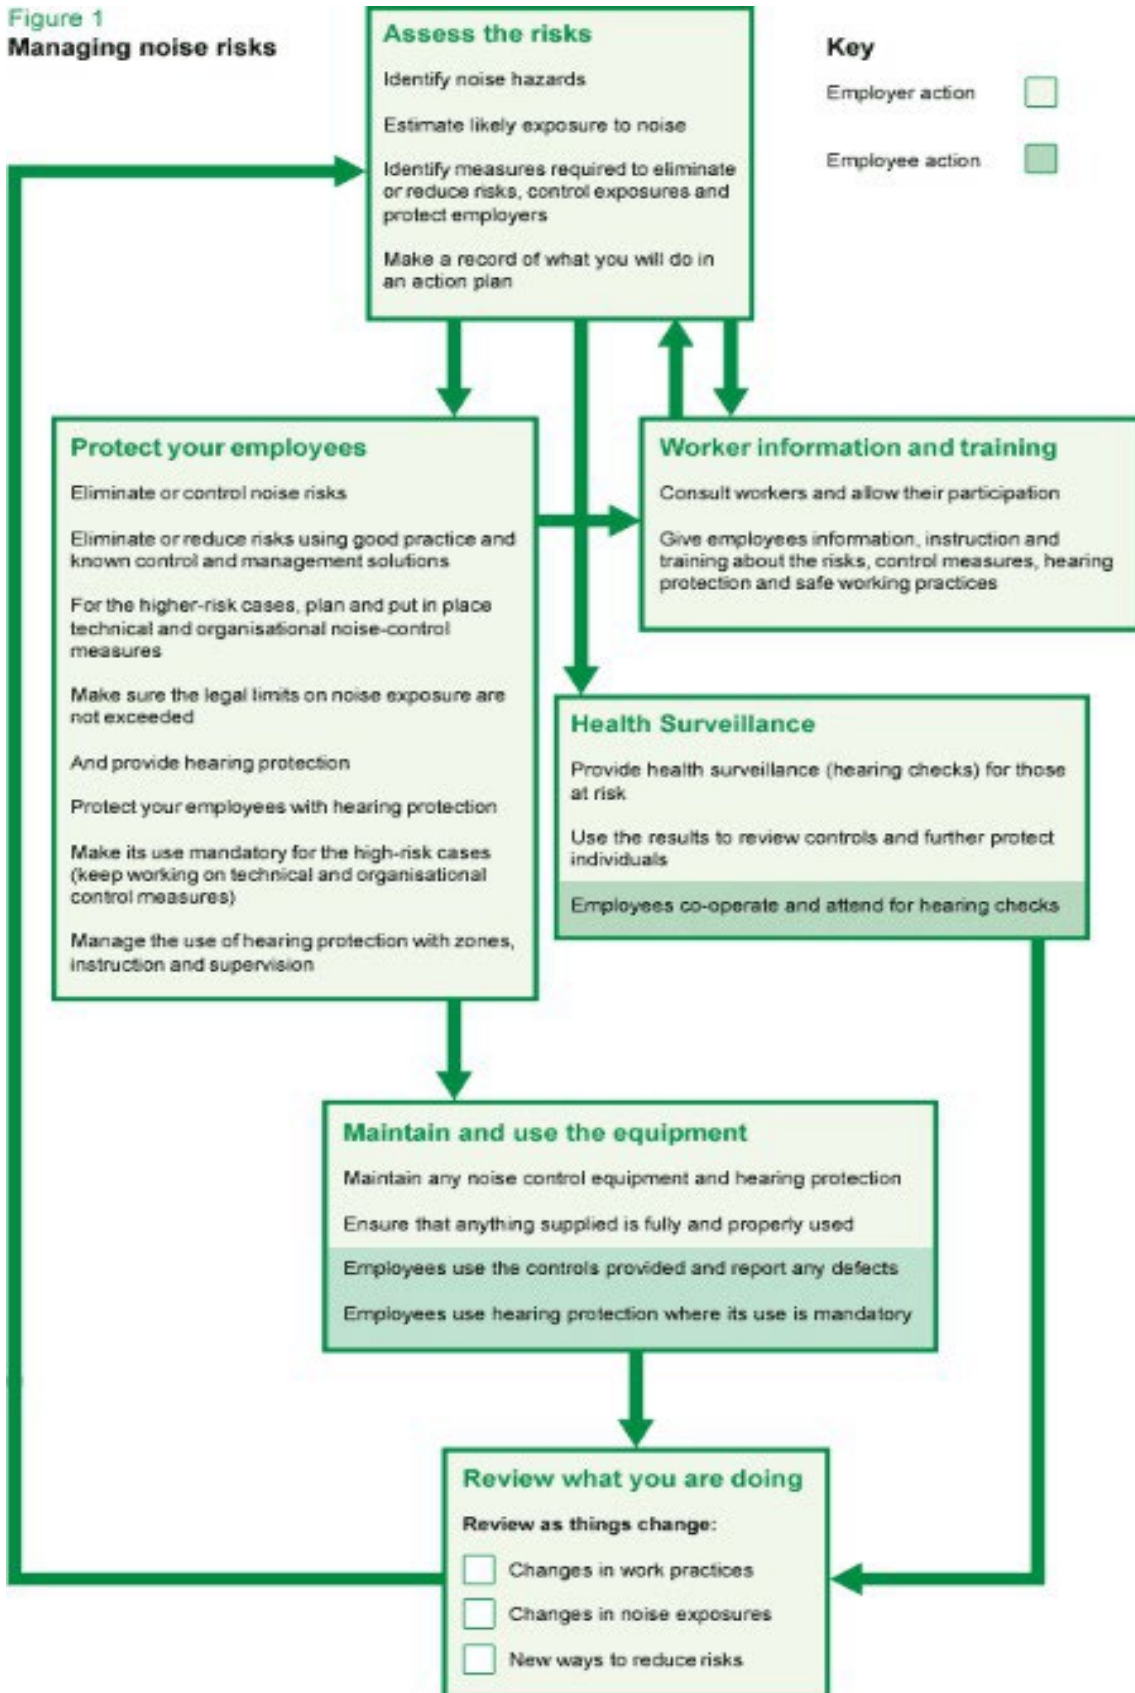 Figure 1
Managing noise risks
Key
Employer action
Employee action
Assess the risks
Identify noise hazards
Estimate likely exposure to noise
Identify measures required to eliminate
or reduce risks, control exposures and
protect employers
Make a record of what you will do in
an action plan
Protect your employees
Eliminate or control noise risks
Eliminate or reduce risks using good practice and
known control and management solutions
For the higher-risk cases, plan and put in place
technical and organisational noise-control
measures
Make sure the legal limits on noise exposure are
not exceeded
And provide hearing protection
Protect your employees with hearing protection
Make its use mandatory for the high-risk cases
(keep working on technical and organisational
control measures)
Manage the use of hearing protection with zones,
instruction and supervision
Worker information and training
Consult workers and allow their participation
Give employees information, instruction and
training about the risks, control measures, hearing
protection and safe working practices
Health Surveillance
Provide health surveillance (hearing checks) for those
at risk
Use the results to review controls and further protect
individuals
Employees co-operate and attend for hearing checks
Maintain and use the equipment
Maintain any noise control equipment and hearing protection
Ensure that anything supplied is fully and properly used
Employees use the controls provided and report any defects
Employees use hearing protection where its use is mandatory
Review what you are doing
Review as things change:
Changes in work practices
Changes in noise exposures
New ways to reduce risks